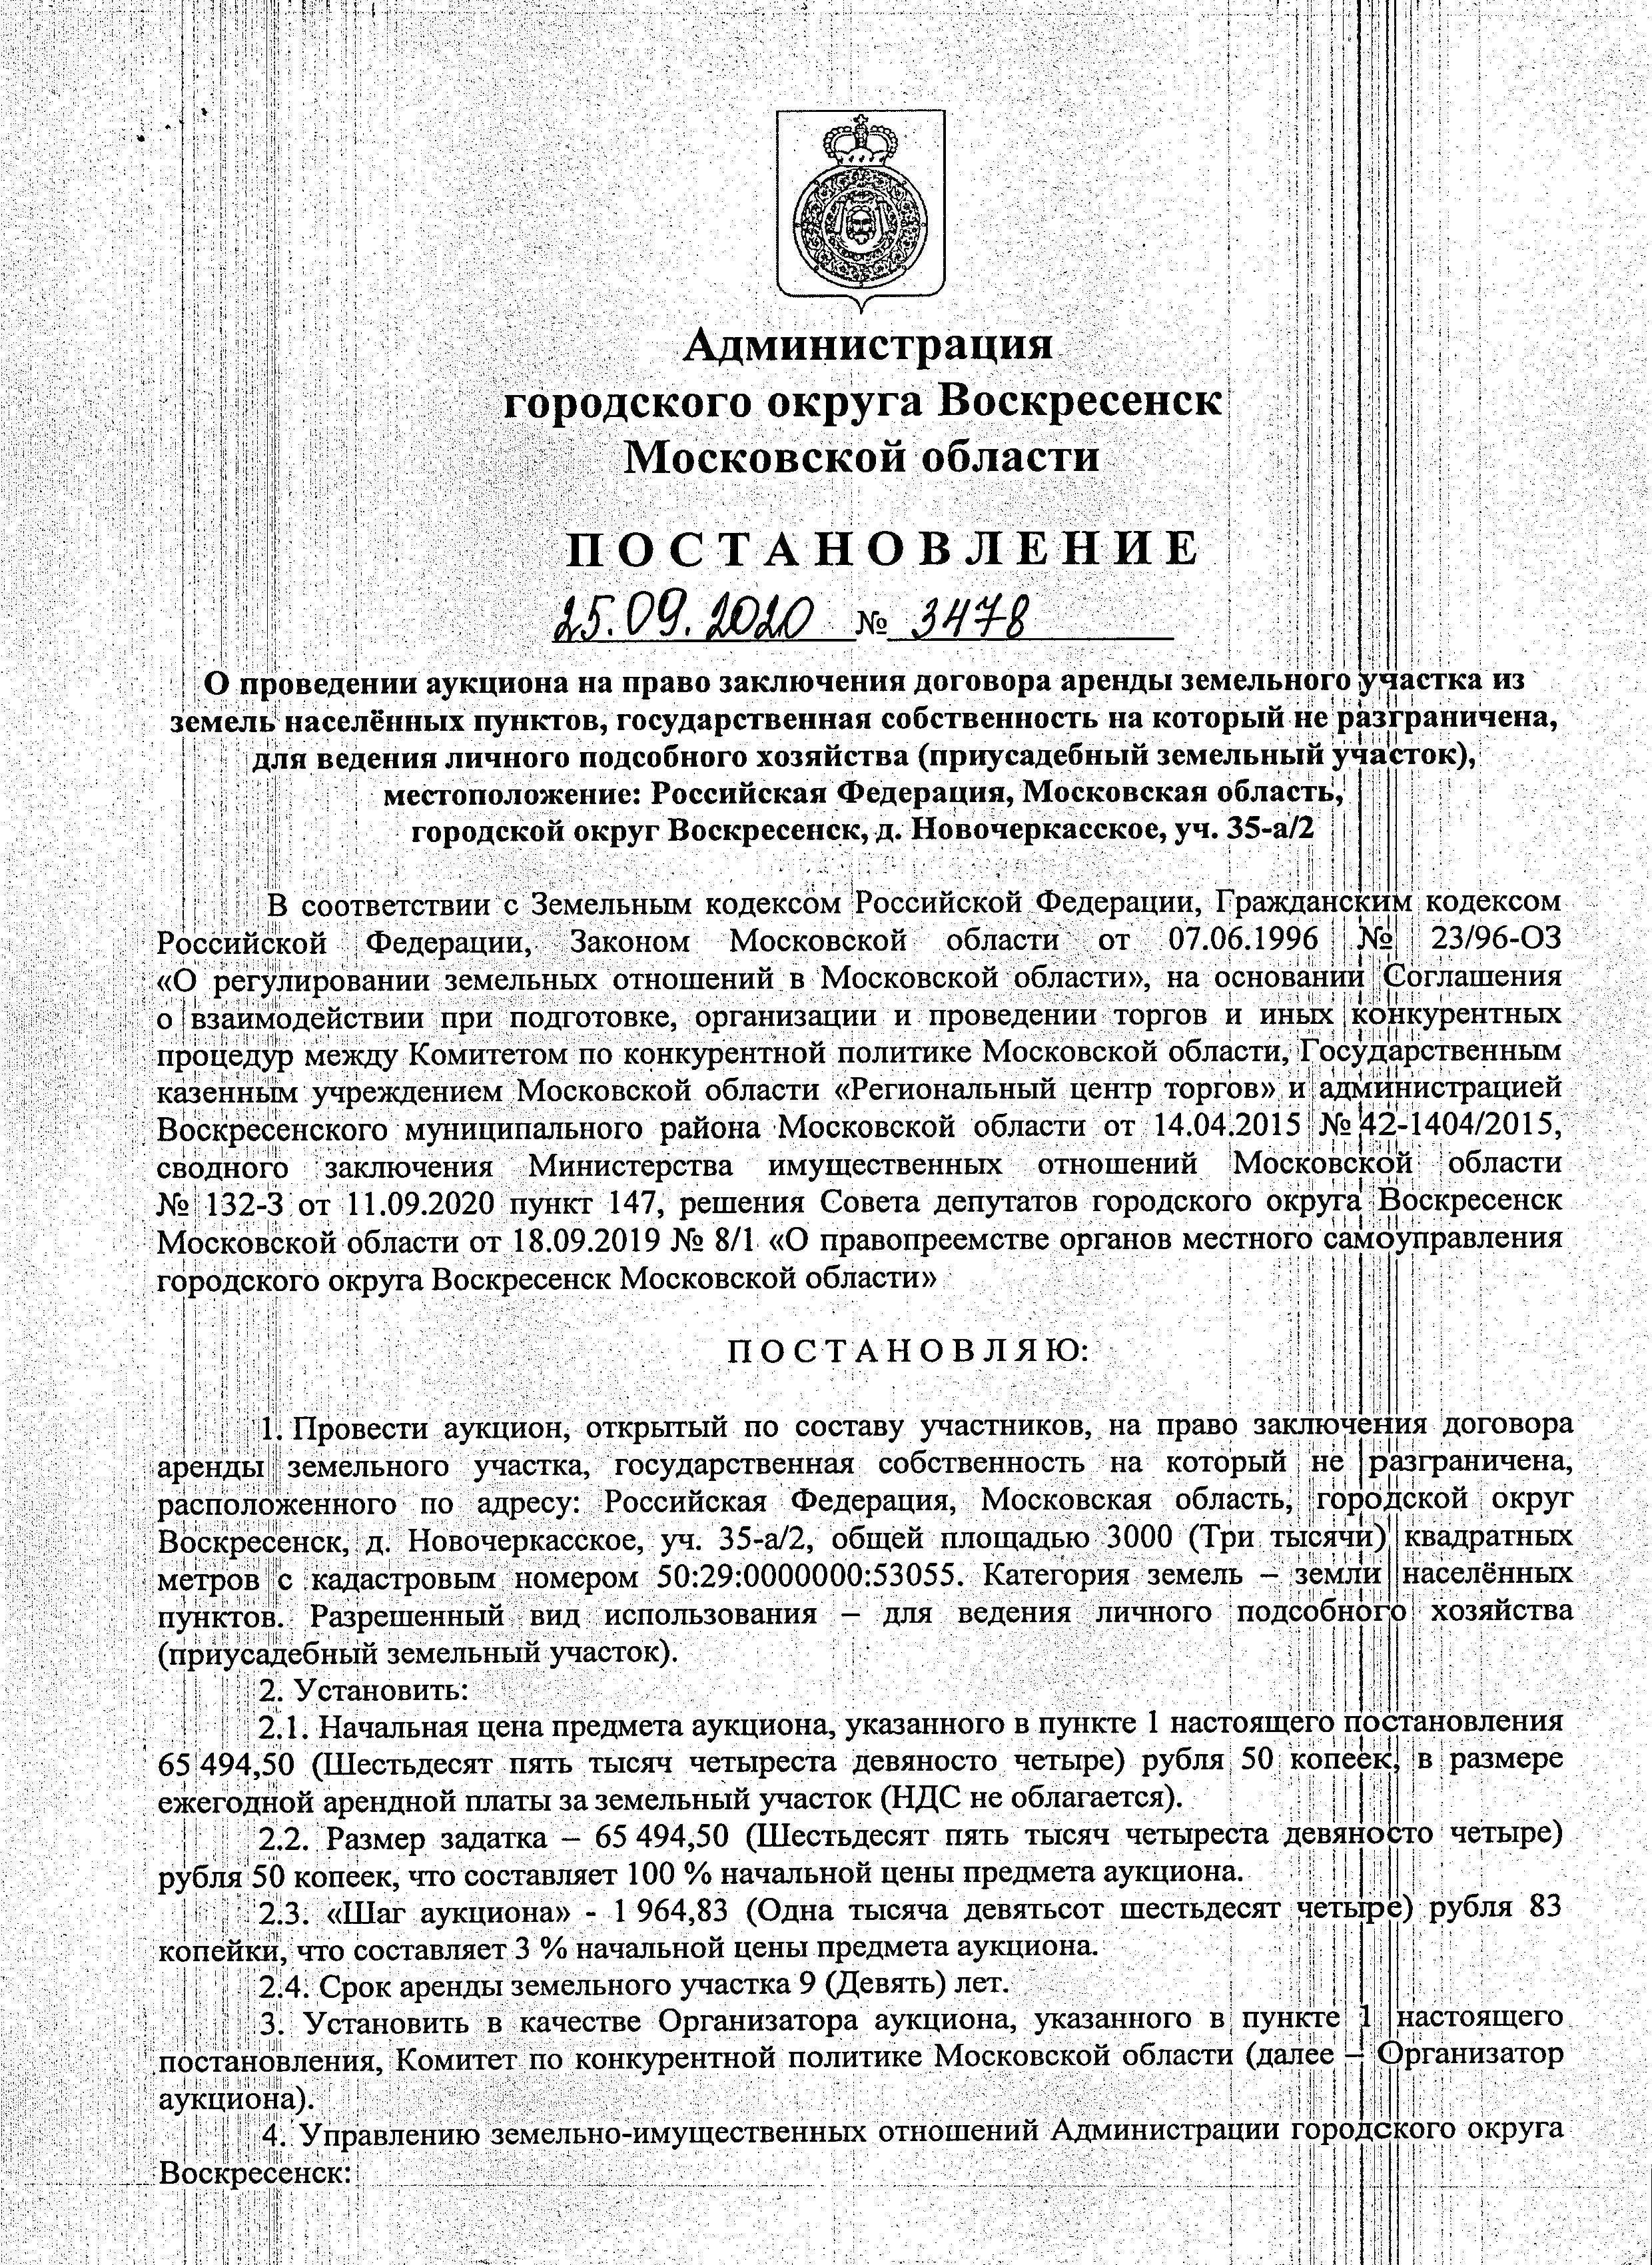 Администрация
городского округа Воскресенск
Московской области
ПОСТАНОВЛЕНИЕ
25.09.2020 № 3478
О проведении аукциона на право заключения договора аренды земельного участка из
земель населённых пунктов, государственная собственность на который не разграничена,
для ведения личного подсобного хозяйства (приусадебный земельный участок),
местоположение: Российская Федерация, Московская область,
городской округ Воскресенск, д. Новочеркасское, уч. 35-а/2
В соответствии с Земельным кодексом Российской Федерации, Гражданским кодексом
Российской Федерации, Законом Московской области от 07.06.1996 № 23/96-ОЗ
«О регулировании земельных отношений в Московской области», на основании Соглашения
о взаимодействии при подготовке, организации и проведении торгов и иных конкурентных
процедур между Комитетом по конкурентной политике Московской области, Государственным
казенным учреждением Московской области «Региональный центр торгов» и администрацией
Воскресенского муниципального района Московской области от 14.04.2015 № 42-1404/2015,
сводного заключения Министерства имущественных отношений Московской области
№ 132-З от 11.09.2020 пункт 147, решения Совета депутатов городского округа Воскресенск
Московской области от 18.09.2019 № 8/1 «О правопреемстве органов местного самоуправления
городского округа Воскресенск Московской области»
ПОСТАНОВЛЯЮ:
1. Провести аукцион, открытый по составу участников, на право заключения договора
аренды земельного участка, государственная собственность на который не разграничена,
расположенного по адресу: Российская Федерация, Московская область, городской округ
Воскресенск, д. Новочеркасское, уч. 35-а/2, общей площадью 3000 (Три тысячи) квадратных
метров с кадастровым номером 50:29:0000000:53055. Категория земель – земли населённых
пунктов. Разрешенный вид использования – для ведения личного подсобного хозяйства
(приусадебный земельный участок).
2. Установить:
2.1. Начальная цена предмета аукциона, указанного в пункте 1 настоящего постановления
65 494,50 (Шестьдесят пять тысяч четыреста девяносто четыре) рубля 50 копеек, в размере
ежегодной арендной платы за земельный участок (НДС не облагается).
2.2. Размер задатка – 65 494,50 (Шестьдесят пять тысяч четыреста девяносто четыре)
рубля 50 копеек, что составляет 100 % начальной цены предмета аукциона.
2.3. «Шаг аукциона» - 1 964,83 (Одна тысяча девятьсот шестьдесят четыре) рубля 83
копейки, что составляет 3 % начальной цены предмета аукциона.
2.4. Срок аренды земельного участка 9 (Девять) лет.
3. Установить в качестве Организатора аукциона, указанного в пункте 1 настоящего
постановления, Комитет по конкурентной политике Московской области (далее – Организатор
аукциона).
4. Управлению земельно-имущественных отношений Администрации городского округа
Воскресенск: